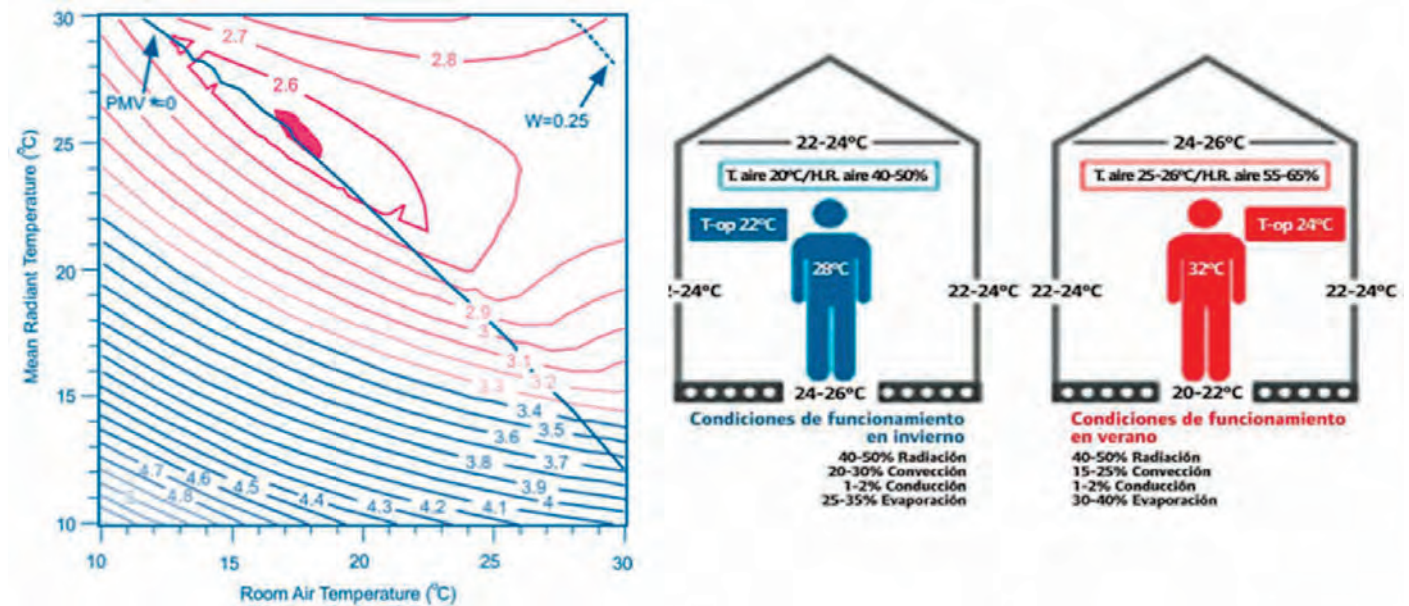 30
25
20
15
10
10
15
20
25
30
Mean Radiant Temperature (°C)
Room Air Temperature (°C)
PMV *=0
W=0.25
2.7
2.8
2.6
2.9
3
3.1
3.2
3.3
3.4
3.5
3.6
3.7
3.8
3.9
4
4.1
4.2
4.3
4.4
4.5
4.6
4.7
4.8
22-24ºC
T. aire 20ºC/H.R. aire 40-50%
T-op 22ºC
28ºC
2-24ºC
22-24ºC
24-26ºC
Condiciones de funcionamiento
en invierno
40-50% Radiación
20-30% Convección
1-2% Conducción
25-35% Evaporación
24-26ºC
T. aire 25-26ºC/H.R. aire 55-65%
T-op 24ºC
32ºC
22-24ºC
22-24ºC
20-22ºC
Condiciones de funcionamiento
en verano
40-50% Radiación
15-25% Convección
1-2% Conducción
30-40% Evaporación